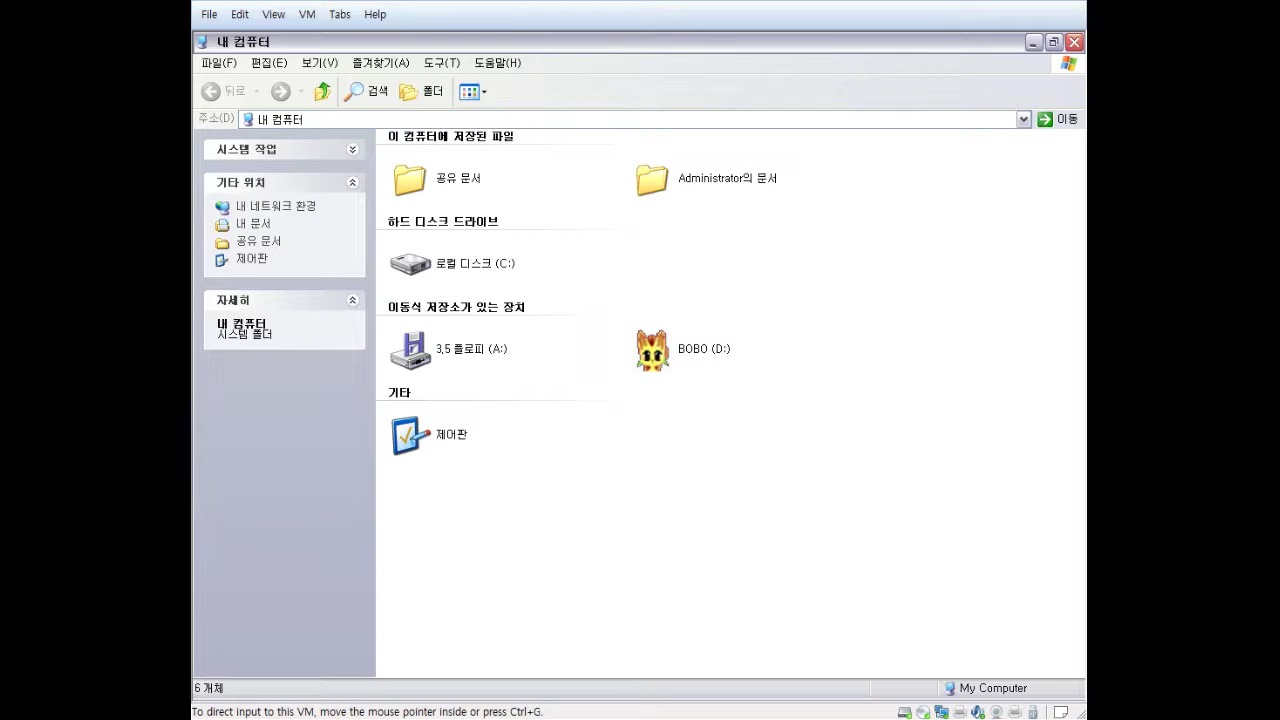 File Edit View VM Tabs Help
내 컴퓨터
파일(F) 편집(E) 보기(V) 즐겨찾기(A) 도구(T) 도움말(H)
뒤로 검색 폴더
주소(D) 내 컴퓨터 이동
시스템 작업
기타 위치
내 네트워크 환경
내 문서
공유 문서
제어판
자세히
내 컴퓨터
시스템 폴더
이 컴퓨터에 저장된 파일
공유 문서 Administrator의 문서
하드 디스크 드라이브
로컬 디스크 (C:)
이동식 저장소가 있는 장치
3.5 플로피 (A:) BOBO (D:)
기타
제어판
6 개체 My Computer
To direct input to this VM, move the mouse pointer inside or press Ctrl+G.